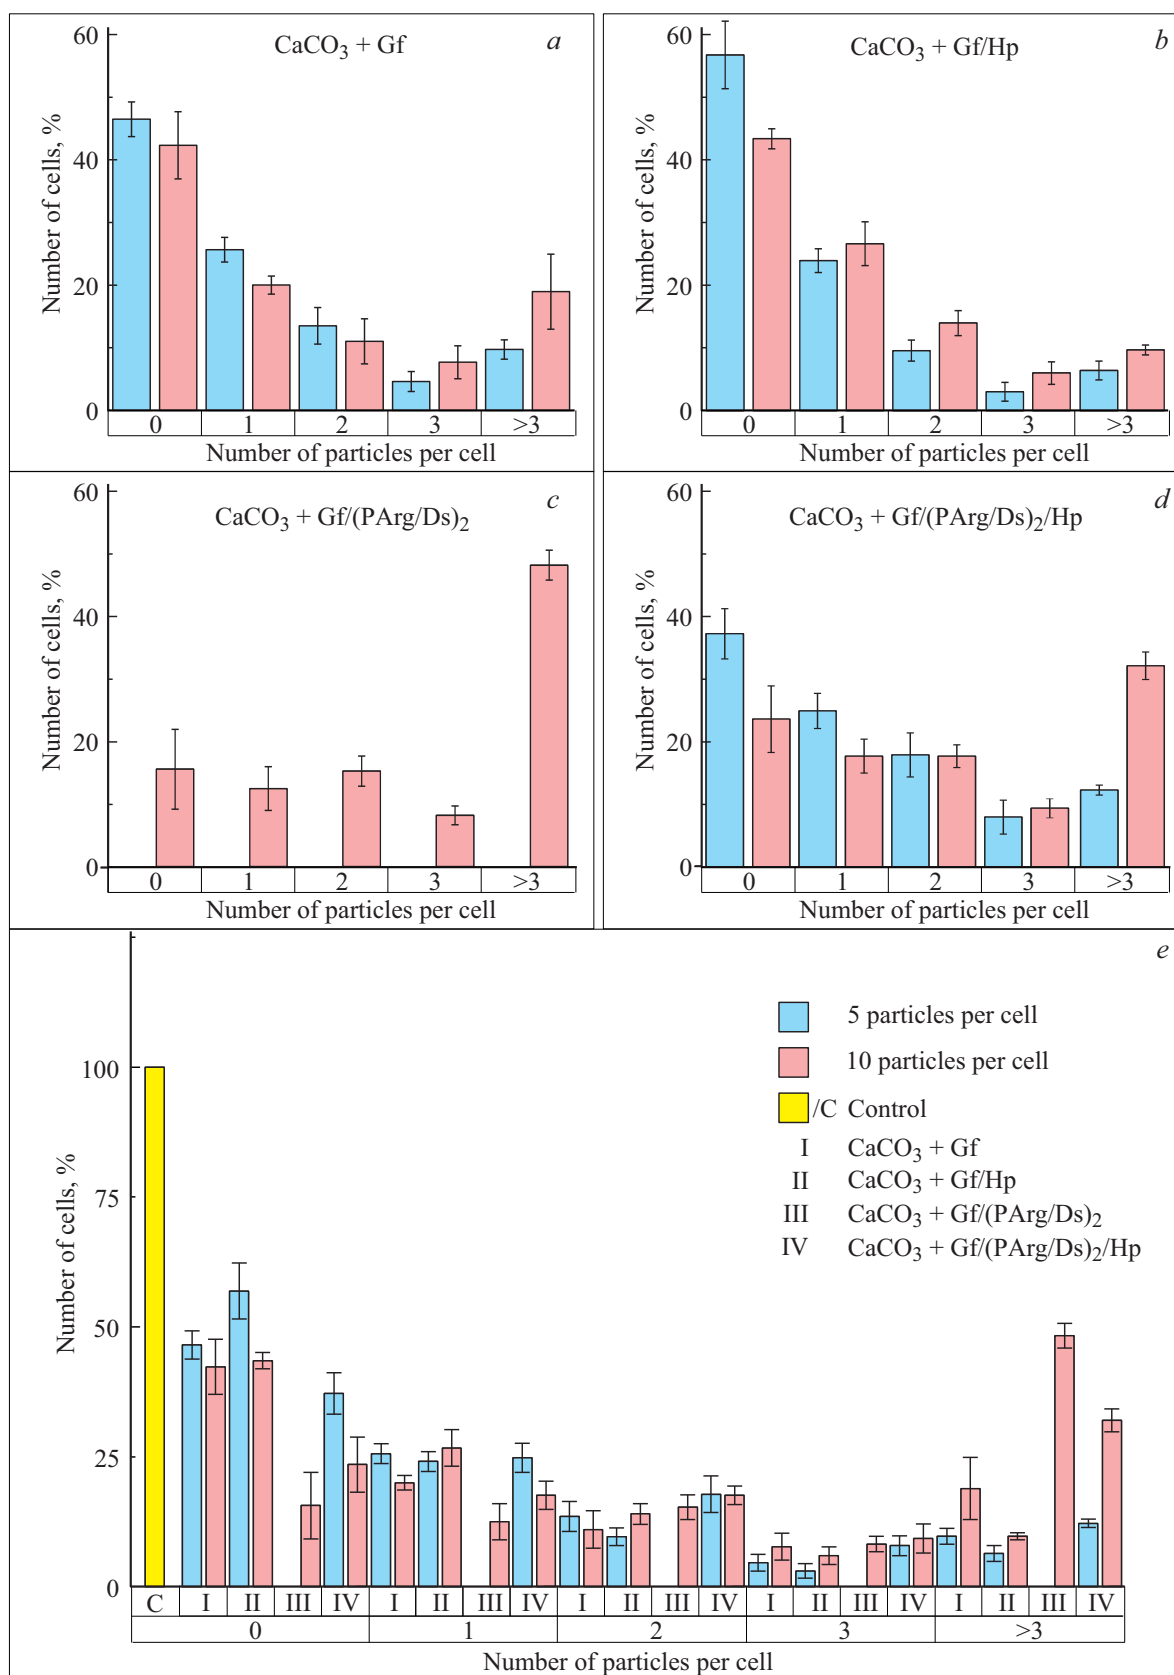 CaCO₃ + Gf
a
Number of cells, %
60
40
20
0
0 1 2 3 >3
Number of particles per cell
CaCO₃ + Gf/Hp
b
Number of cells, %
60
40
20
0
0 1 2 3 >3
Number of particles per cell
CaCO₃ + Gf/(PArg/Ds)₂
c
Number of cells, %
60
40
20
0
0 1 2 3 >3
Number of particles per cell
CaCO₃ + Gf/(PArg/Ds)₂/Hp
d
Number of cells, %
60
40
20
0
0 1 2 3 >3
Number of particles per cell
e
5 particles per cell
10 particles per cell
/C Control
I CaCO₃ + Gf
II CaCO₃ + Gf/Hp
III CaCO₃ + Gf/(PArg/Ds)₂
IV CaCO₃ + Gf/(PArg/Ds)₂/Hp
Number of cells, %
100
75
50
25
0
C I II III IV I II III IV I II III IV I II III IV I II III IV
0 1 2 3 >3
Number of particles per cell